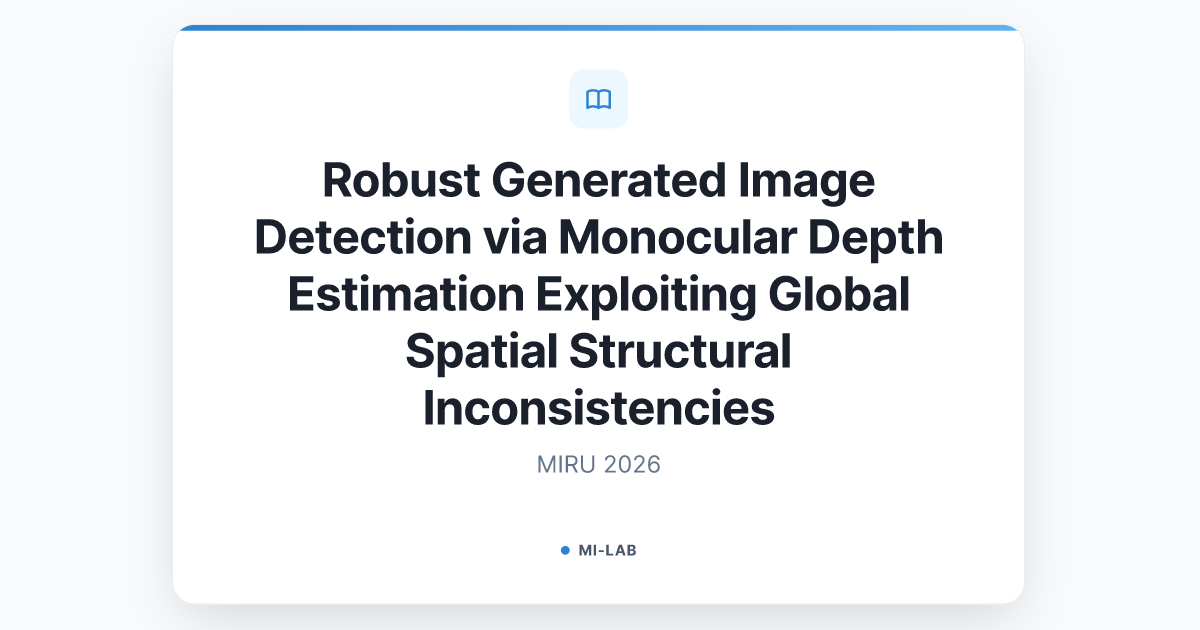 Robust Generated Image
Detection via Monocular Depth
Estimation Exploiting Global
Spatial Structural
Inconsistencies
MIRU 2026
MI-LAB